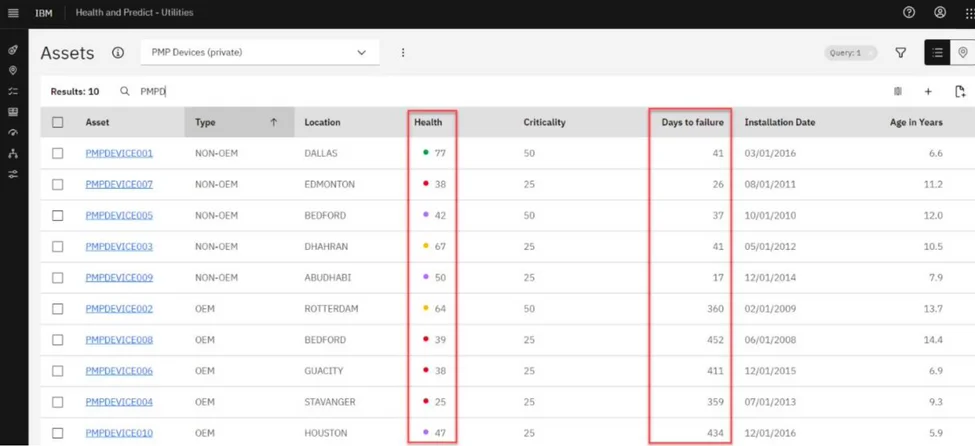 IBM Health and Predict - Utilities
Assets PMP Devices (private) Query: 1
Results: 10 PMPD
Asset Type Location Health Criticality Days to failure Installation Date Age in Years
PMPDEVICE001 NON-OEM DALLAS 77 50 41 03/01/2016 6.6
PMPDEVICE007 NON-OEM EDMONTON 38 25 26 08/01/2011 11.2
PMPDEVICE005 NON-OEM BEDFORD 42 50 37 10/01/2010 12.0
PMPDEVICE003 NON-OEM DHAHRAN 67 25 41 05/01/2012 10.5
PMPDEVICE009 NON-OEM ABUDHABI 50 25 17 12/01/2014 7.9
PMPDEVICE002 OEM ROTTERDAM 64 50 360 02/01/2009 13.7
PMPDEVICE008 OEM BEDFORD 39 25 452 06/01/2008 14.4
PMPDEVICE006 OEM GUACITY 38 25 411 12/01/2015 6.9
PMPDEVICE004 OEM STAVANGER 25 25 359 07/01/2013 9.3
PMPDEVICE010 OEM HOUSTON 47 25 434 12/01/2016 5.9